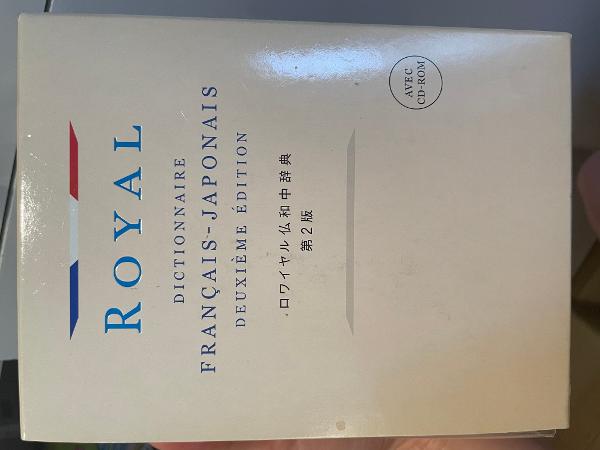 ROYAL
DICTIONNAIRE
FRANÇAIS-JAPONAIS
DEUXIÈME ÉDITION
ロワイヤル仏和中辞典
第2版
AVEC
CD-ROM